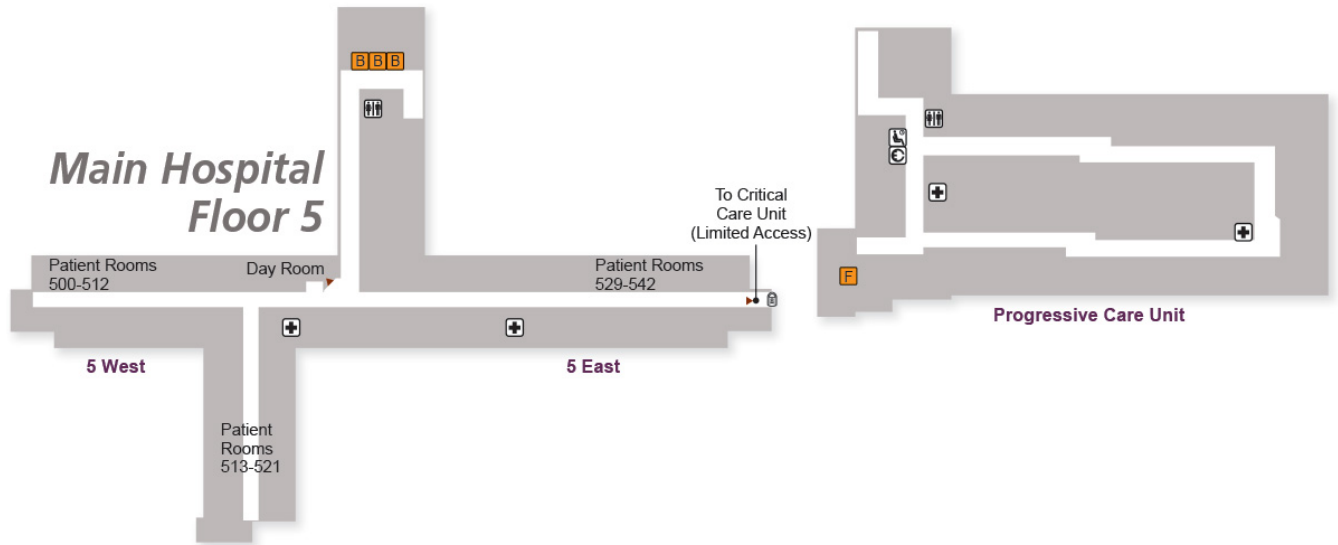 B B B
Main Hospital
Floor 5
To Critical
Care Unit
(Limited Access)
Patient Rooms
500-512
Day Room
Patient Rooms
529-542
F
Progressive Care Unit
5 West
5 East
Patient
Rooms
513-521